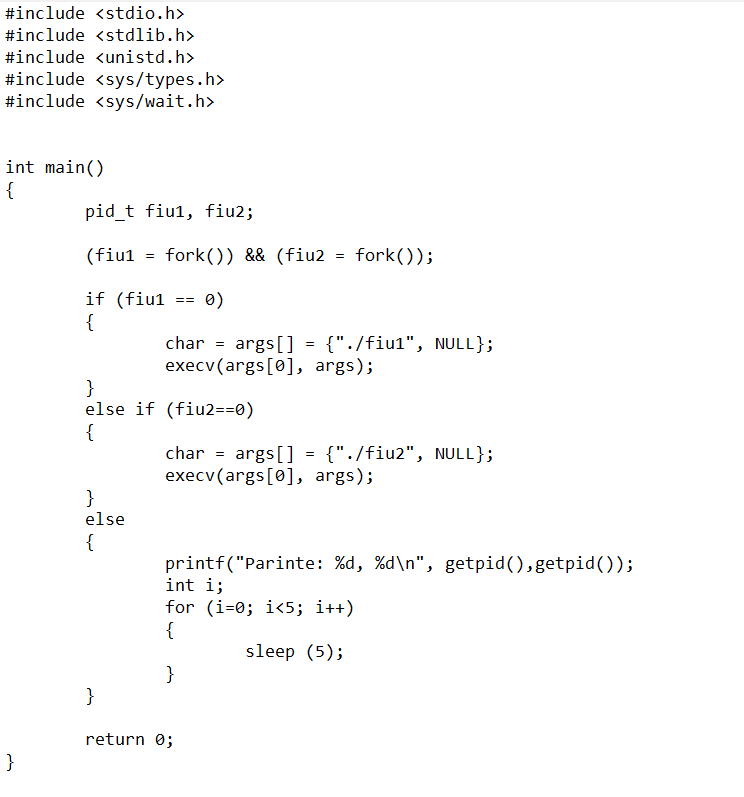 #include <stdio.h>
#include <stdlib.h>
#include <unistd.h>
#include <sys/types.h>
#include <sys/wait.h>


int main()
{
        pid_t fiu1, fiu2;

        (fiu1 = fork()) && (fiu2 = fork());

        if (fiu1 == 0)
        {
                char = args[] = {"./fiu1", NULL};
                execv(args[0], args);
        }
        else if (fiu2==0)
        {
                char = args[] = {"./fiu2", NULL};
                execv(args[0], args);
        }
        else
        {
                printf("Parinte: %d, %d\n", getpid(),getpid());
                int i;
                for (i=0; i<5; i++)
                {
                        sleep (5);
                }
        }

        return 0;
}